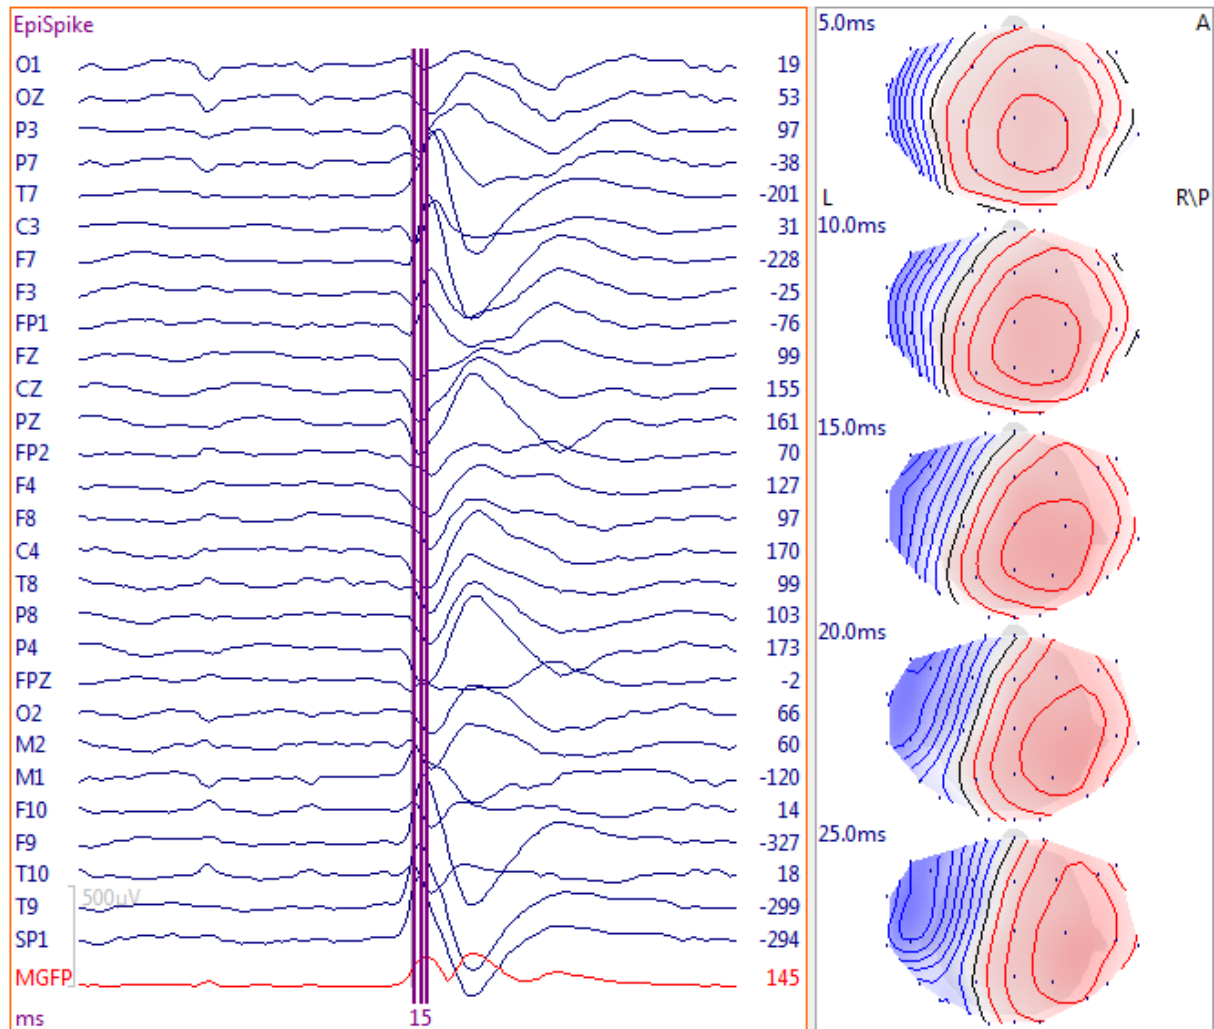 EpiSpike
O1 19
OZ 53
P3 97
P7 -38
T7 -201
C3 31
F7 -228
F3 -25
FP1 -76
FZ 99
CZ 155
PZ 161
FP2 70
F4 127
F8 97
C4 170
T8 99
P8 103
P4 173
FPZ -2
O2 66
M2 60
M1 -120
F10 14
F9 -327
T10 18
500µV
T9 -299
SP1 -294
MGFP 145
ms 15
5.0ms A
L R\P
10.0ms
15.0ms
20.0ms
25.0ms